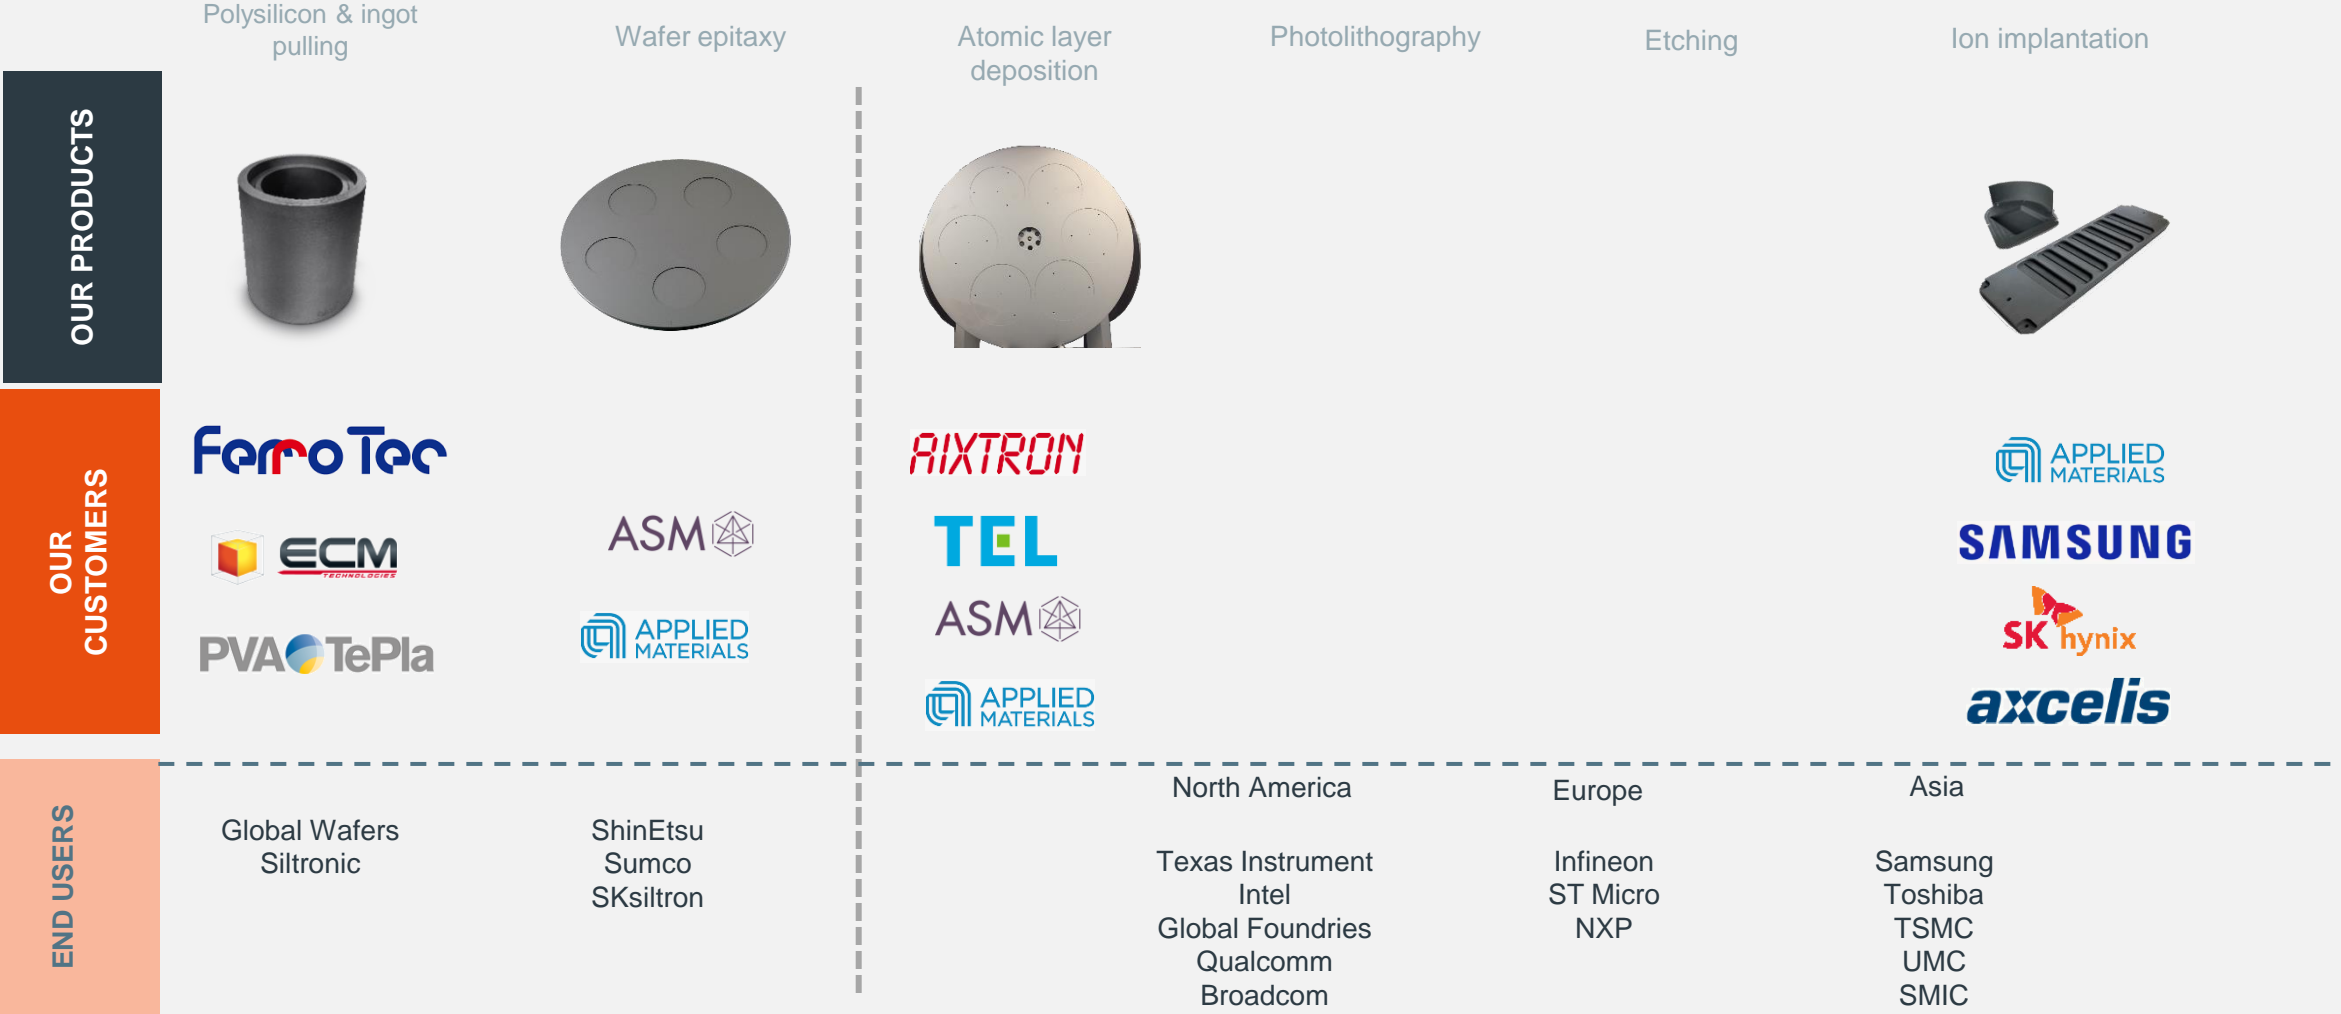 Polysilicon & ingot
pulling
Wafer epitaxy
Atomic layer
deposition
Photolithography
Etching
Ion implantation
OUR PRODUCTS
OUR
CUSTOMERS
FerroTec
ECM
TECHNOLOGIES
PVA TePla
ASM
APPLIED
MATERIALS
AIXTRON
TEL
ASM
APPLIED
MATERIALS
APPLIED
MATERIALS
SAMSUNG
SK hynix
axcelis
END USERS
Global Wafers
Siltronic
ShinEtsu
Sumco
SKsiltron
North America
Texas Instrument
Intel
Global Foundries
Qualcomm
Broadcom
Europe
Infineon
ST Micro
NXP
Asia
Samsung
Toshiba
TSMC
UMC
SMIC